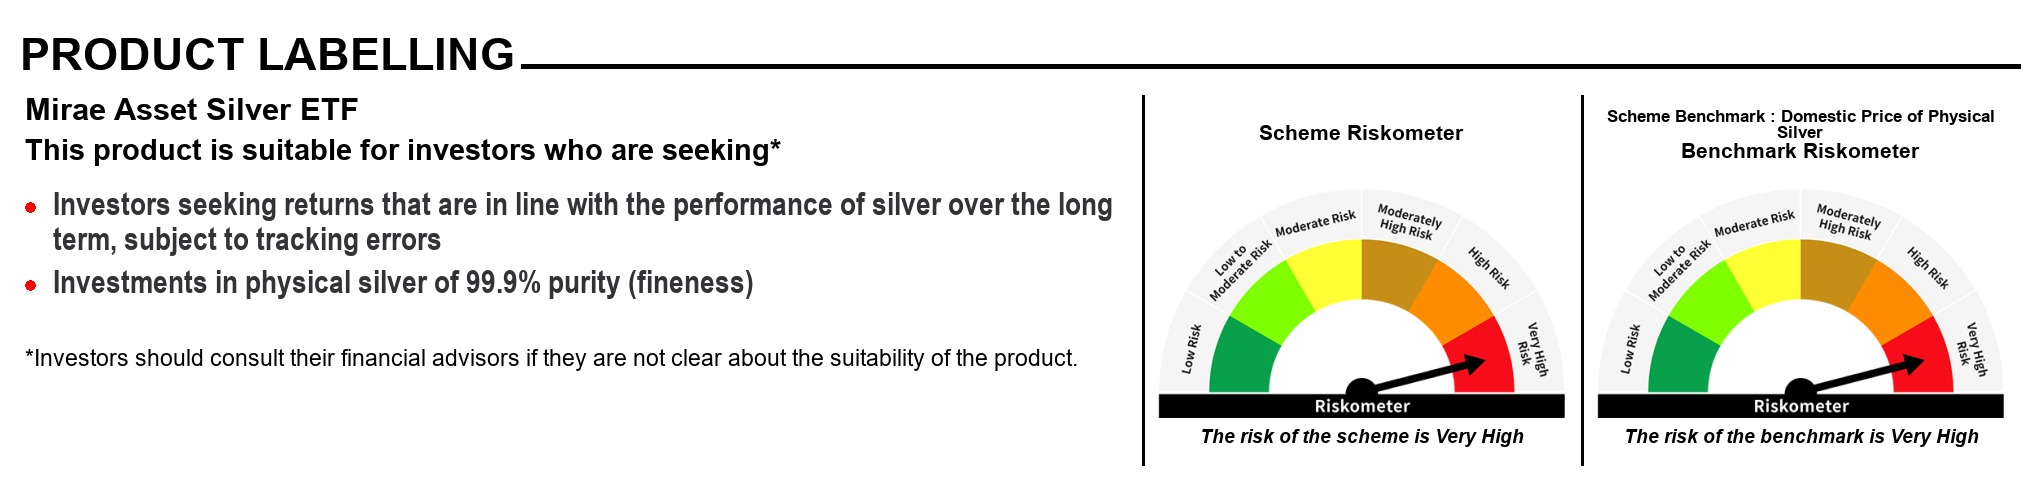 PRODUCT LABELLING
Mirae Asset Silver ETF
This product is suitable for investors who are seeking*
Investors seeking returns that are in line with the performance of silver over the long
term, subject to tracking errors
Investments in physical silver of 99.9% purity (fineness)
*Investors should consult their financial advisors if they are not clear about the suitability of the product.
Scheme Riskometer
Low Risk
Low to
Moderate Risk
Moderate Risk
Moderately
High Risk
High Risk
Very High
Risk
Riskometer
The risk of the scheme is Very High
Scheme Benchmark : Domestic Price of Physical
Silver
Benchmark Riskometer
Low Risk
Low to
Moderate Risk
Moderate Risk
Moderately
High Risk
High Risk
Very High
Risk
Riskometer
The risk of the benchmark is Very High